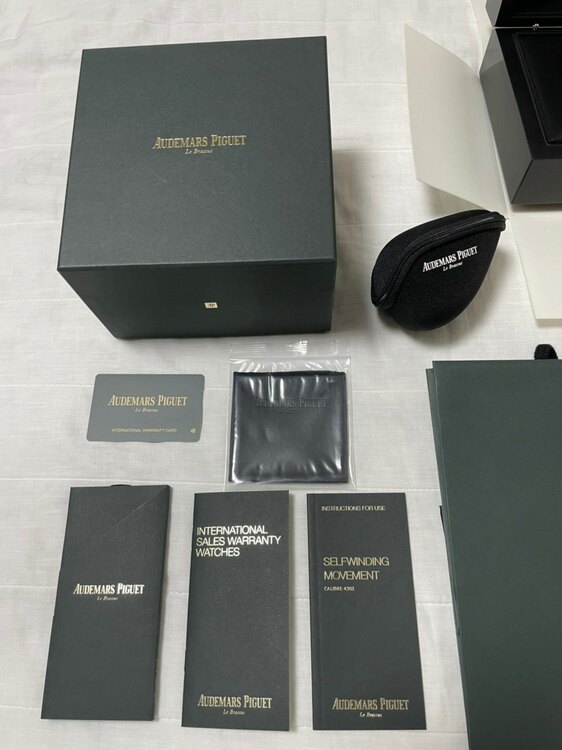 AUDEMARS PIGUET
Le Brassus
AUDEMARS PIGUET
Le Brassus
AP
AUDEMARS PIGUET
Le Brassus
INTERNATIONAL WARRANTY CARD
AUDEMARS PIGUET
AUDEMARS PIGUET
Le Brassus
INTERNATIONAL
SALES WARRANTY
WATCHES
AUDEMARS PIGUET
Le Brassus
INSTRUCTIONS FOR USE
SELFWINDING
MOVEMENT
CALIBRE 4302
AUDEMARS PIGUET
Le Brassus